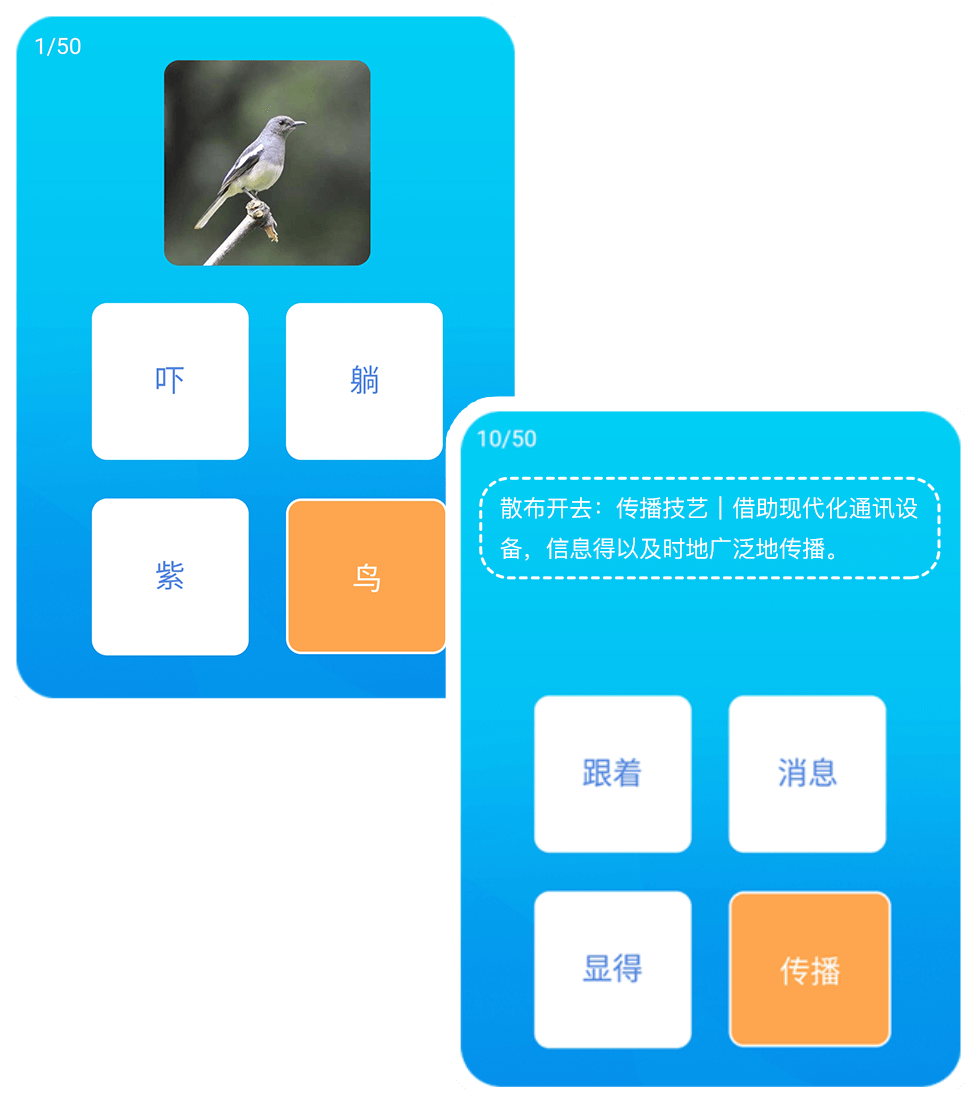 1/50
吓
躺
紫
鸟
10/50
散布开去：传播技艺｜借助现代化通讯设
备，信息得以及时地广泛地传播。
跟着
消息
显得
传播